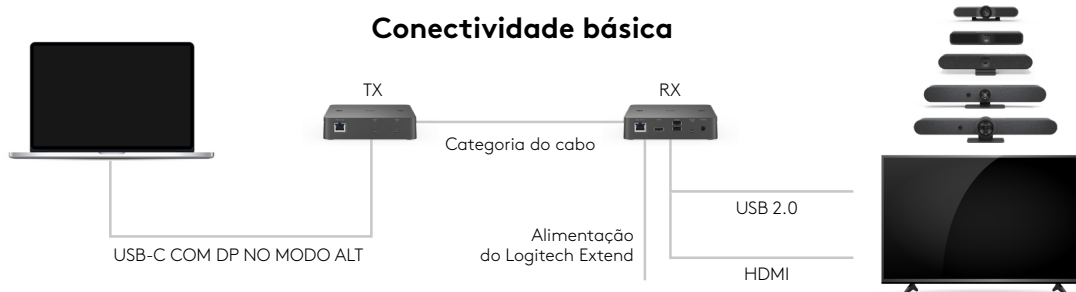 Conectividade básica
TX
RX
Categoria do cabo
USB 2.0
Alimentação
do Logitech Extend
USB-C COM DP NO MODO ALT
HDMI